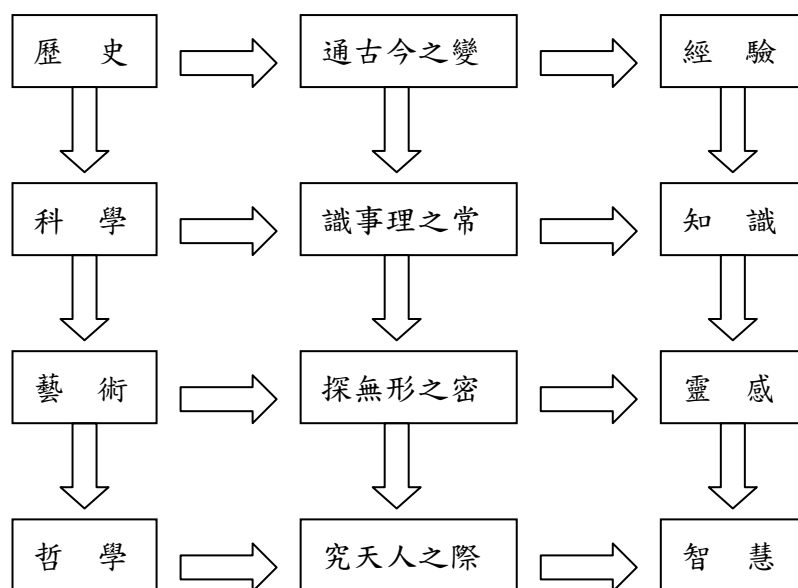 歷 史 通古今之變 經 驗
科 學 識事理之常 知 識
藝 術 探無形之密 靈 感
哲 學 究天人之際 智 慧